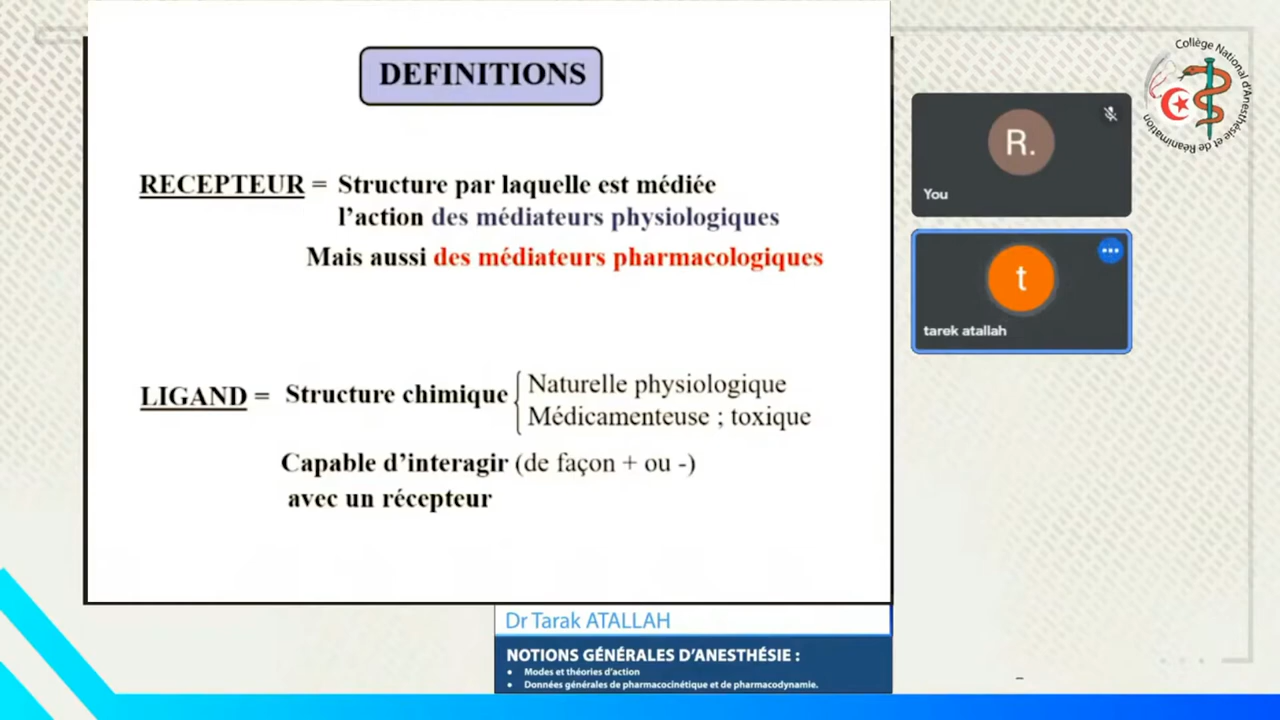 DEFINITIONS
RECEPTEUR = Structure par laquelle est médiée
l’action des médiateurs physiologiques
Mais aussi des médiateurs pharmacologiques
LIGAND = Structure chimique
Naturelle physiologique
Médicamenteuse ; toxique
Capable d’interagir (de façon + ou -)
avec un récepteur
Dr Tarak ATALLAH
NOTIONS GÉNÉRALES D’ANESTHÉSIE :
• Modes et théories d’action
• Données générales de pharmacocinétique et de pharmacodynamie.
R.
You
t
tarek atallah
Collège National d’Anesthésie et de Réanimation